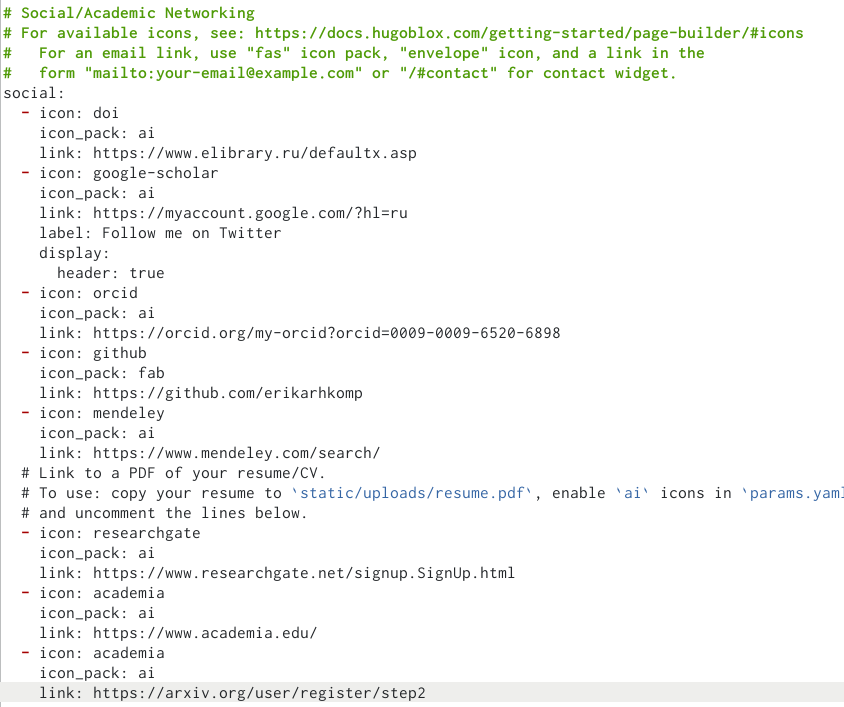 # Social/Academic Networking
# For available icons, see: https://docs.hugoblox.com/getting-started/page-builder/#icons
#   For an email link, use "fas" icon pack, "envelope" icon, and a link in the
#   form "mailto:your-email@example.com" or "/#contact" for contact widget.
social:
  - icon: doi
    icon_pack: ai
    link: https://www.elibrary.ru/defaultx.asp
  - icon: google-scholar
    icon_pack: ai
    link: https://myaccount.google.com/?hl=ru
    label: Follow me on Twitter
    display:
      header: true
  - icon: orcid
    icon_pack: ai
    link: https://orcid.org/my-orcid?orcid=0009-0009-6520-6898
  - icon: github
    icon_pack: fab
    link: https://github.com/erikarhkomp
  - icon: mendeley
    icon_pack: ai
    link: https://www.mendeley.com/search/
  # Link to a PDF of your resume/CV.
  # To use: copy your resume to `static/uploads/resume.pdf`, enable `ai` icons in `params.yaml
  # and uncomment the lines below.
  - icon: researchgate
    icon_pack: ai
    link: https://www.researchgate.net/signup.SignUp.html
  - icon: academia
    icon_pack: ai
    link: https://www.academia.edu/
  - icon: academia
    icon_pack: ai
    link: https://arxiv.org/user/register/step2